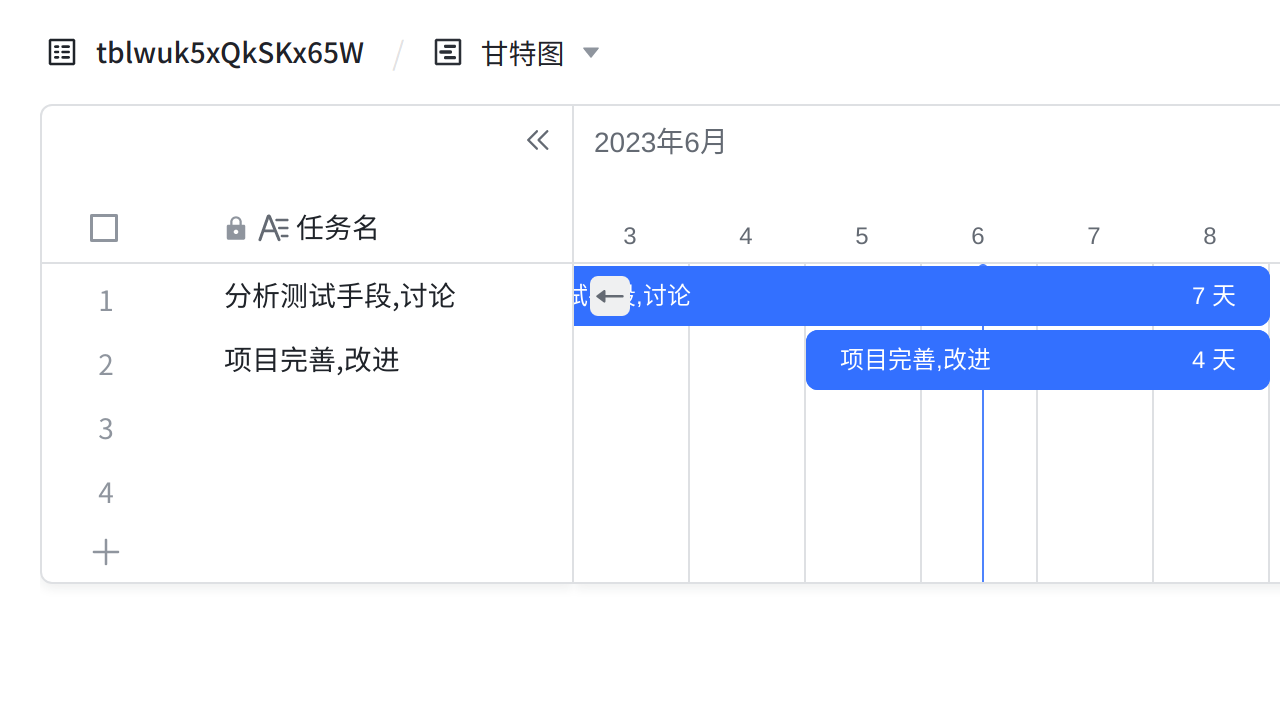 tblwuk5xQkSKx65W / 甘特图
2023年6月
任务名
3 4 5 6 7 8
1 分析测试手段,讨论
试手段,讨论 7 天
2 项目完善,改进
项目完善,改进 4 天
3
4